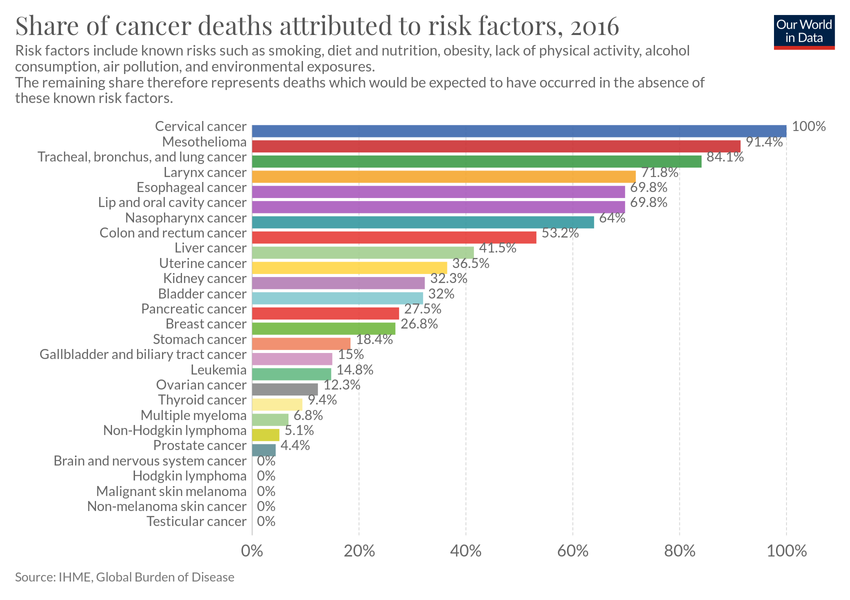 Share of cancer deaths attributed to risk factors, 2016
Our World
in Data
Risk factors include known risks such as smoking, diet and nutrition, obesity, lack of physical activity, alcohol
consumption, air pollution, and environmental exposures.
The remaining share therefore represents deaths which would be expected to have occurred in the absence of
these known risk factors.
Cervical cancer 100%
Mesothelioma 91.4%
Tracheal, bronchus, and lung cancer 84.1%
Larynx cancer 71.8%
Esophageal cancer 69.8%
Lip and oral cavity cancer 69.8%
Nasopharynx cancer 64%
Colon and rectum cancer 53.2%
Liver cancer 41.5%
Uterine cancer 36.5%
Kidney cancer 32.3%
Bladder cancer 32%
Pancreatic cancer 27.5%
Breast cancer 26.8%
Stomach cancer 18.4%
Gallbladder and biliary tract cancer 15%
Leukemia 14.8%
Ovarian cancer 12.3%
Thyroid cancer 9.4%
Multiple myeloma 6.8%
Non-Hodgkin lymphoma 5.1%
Prostate cancer 4.4%
Brain and nervous system cancer 0%
Hodgkin lymphoma 0%
Malignant skin melanoma 0%
Non-melanoma skin cancer 0%
Testicular cancer 0%
0% 20% 40% 60% 80% 100%
Source: IHME, Global Burden of Disease